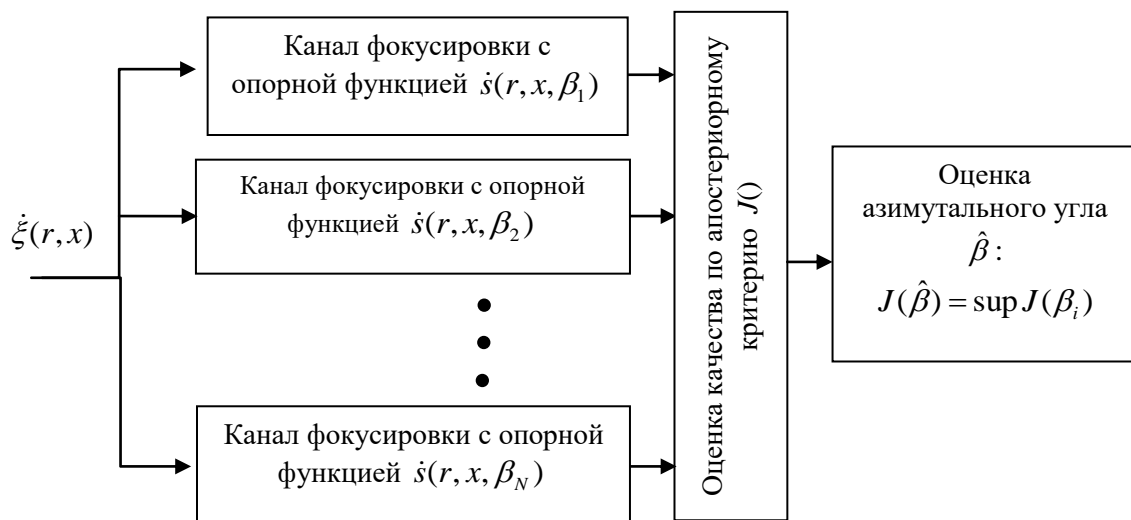 ξ̇(r, x)
Канал фокусировки с
опорной функцией ṡ(r, x, β₁)
Канал фокусировки с опорной
функцией ṡ(r, x, β₂)
Канал фокусировки с опорной
функцией ṡ(r, x, β_N)
Оценка качества по апостериорному
критерию J()
Оценка
азимутального угла
β̂ :
J(β̂) = sup J(βᵢ)